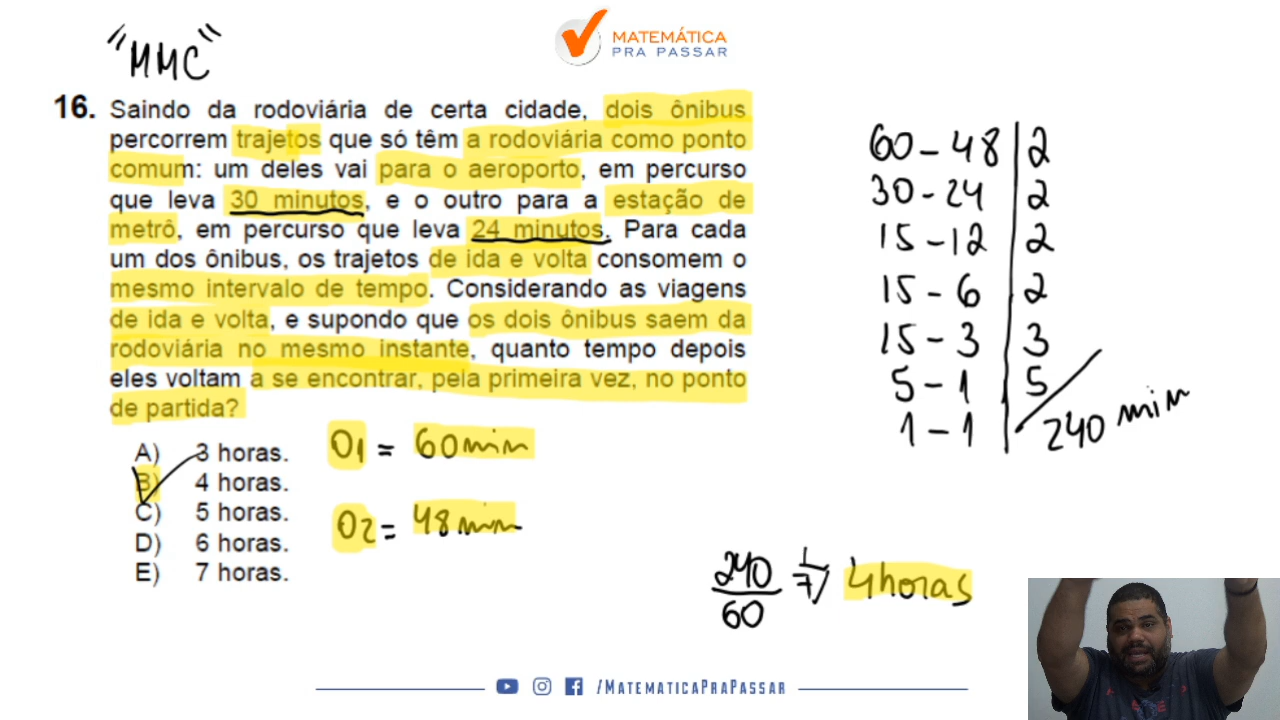 "MMC"
MATEMÁTICA
PRA PASSAR
16. Saindo da rodoviária de certa cidade, dois ônibus
percorrem trajetos que só têm a rodoviária como ponto
comum: um deles vai para o aeroporto, em percurso
que leva 30 minutos, e o outro para a estação de
metrô, em percurso que leva 24 minutos. Para cada
um dos ônibus, os trajetos de ida e volta consomem o
mesmo intervalo de tempo. Considerando as viagens
de ida e volta, e supondo que os dois ônibus saem da
rodoviária no mesmo instante, quanto tempo depois
eles voltam a se encontrar, pela primeira vez, no ponto
de partida?
A) 3 horas.
B) 4 horas.
C) 5 horas.
D) 6 horas.
E) 7 horas.
O1 = 60min
O2 = 48min
60 - 48 | 2
30 - 24 | 2
15 - 12 | 2
15 - 6 | 2
15 - 3 | 3
5 - 1 | 5
1 - 1 | 240 min
240
60
4horas
/MatematicaPraPassar